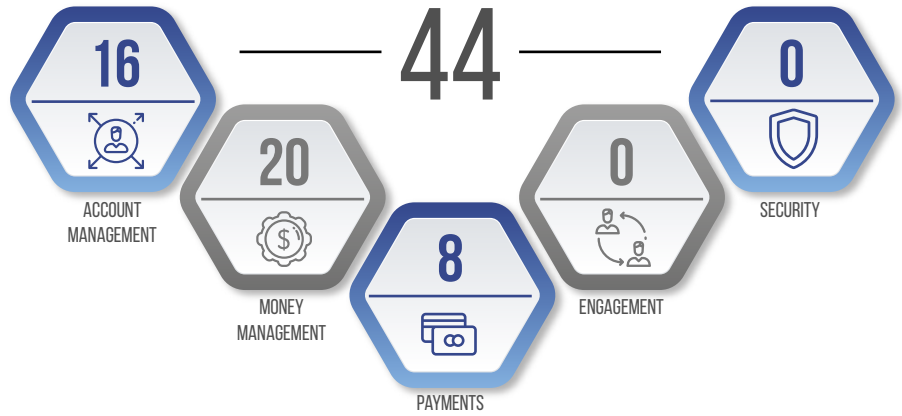 44
16
ACCOUNT
MANAGEMENT
20
$
MONEY
MANAGEMENT
8
PAYMENTS
0
ENGAGEMENT
0
SECURITY